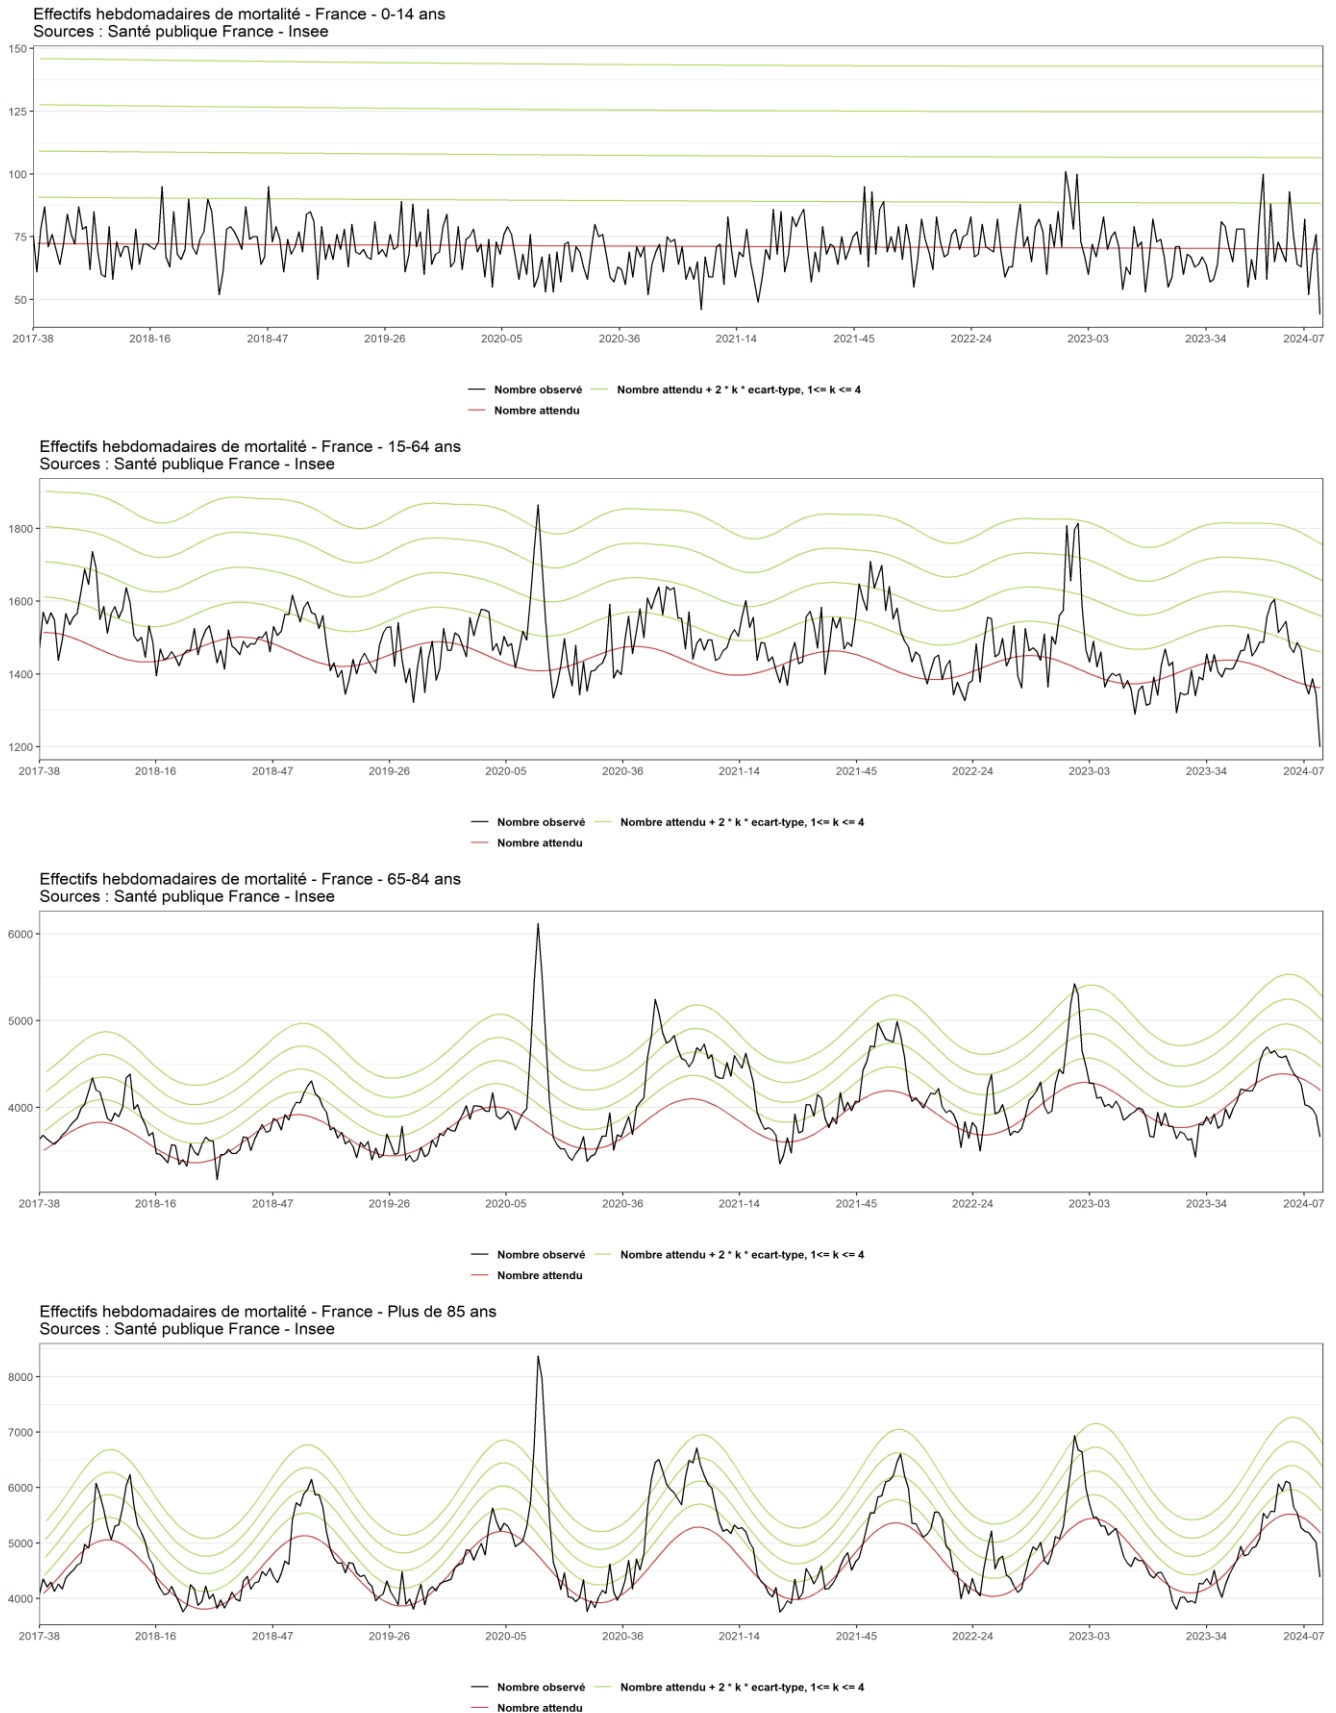 Effectifs hebdomadaires de mortalité - France - 0-14 ans
Sources : Santé publique France - Insee
150
125
100
75
50
2017-38 2018-16 2018-47 2019-26 2020-05 2020-36 2021-14 2021-45 2022-24 2023-03 2023-34 2024-07
Nombre observé Nombre attendu + 2 * k * ecart-type, 1<= k <= 4
Nombre attendu
Effectifs hebdomadaires de mortalité - France - 15-64 ans
Sources : Santé publique France - Insee
1800
1600
1400
1200
2017-38 2018-16 2018-47 2019-26 2020-05 2020-36 2021-14 2021-45 2022-24 2023-03 2023-34 2024-07
Nombre observé Nombre attendu + 2 * k * ecart-type, 1<= k <= 4
Nombre attendu
Effectifs hebdomadaires de mortalité - France - 65-84 ans
Sources : Santé publique France - Insee
6000
5000
4000
2017-38 2018-16 2018-47 2019-26 2020-05 2020-36 2021-14 2021-45 2022-24 2023-03 2023-34 2024-07
Nombre observé Nombre attendu + 2 * k * ecart-type, 1<= k <= 4
Nombre attendu
Effectifs hebdomadaires de mortalité - France - Plus de 85 ans
Sources : Santé publique France - Insee
8000
7000
6000
5000
4000
2017-38 2018-16 2018-47 2019-26 2020-05 2020-36 2021-14 2021-45 2022-24 2023-03 2023-34 2024-07
Nombre observé Nombre attendu + 2 * k * ecart-type, 1<= k <= 4
Nombre attendu